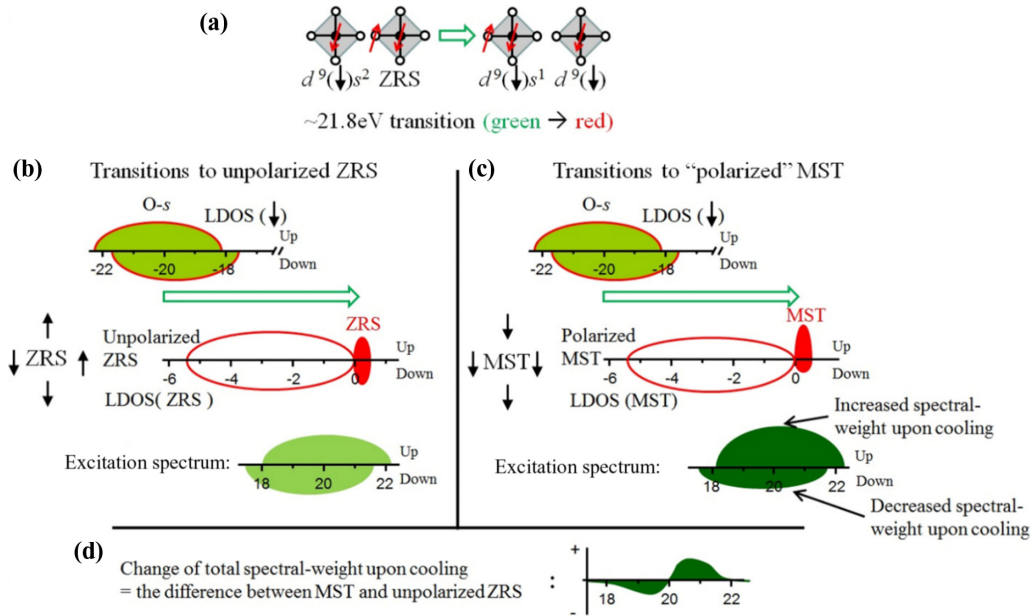 (a)
d⁹(↓)s² ZRS d⁹(↓)s¹ d⁹(↓)
~21.8eV transition (green → red)
(b)
Transitions to unpolarized ZRS
O-s
LDOS (↓)
Up
Down
-22 -20 -18
ZRS
Unpolarized
ZRS
↑
↓ ZRS ↑
↓
Up
Down
-6 -4 -2 0
LDOS( ZRS )
Excitation spectrum:
Up
Down
18 20 22
(c)
Transitions to “polarized” MST
O-s
LDOS (↓)
Up
Down
-22 -20 -18
MST
Polarized
MST
↓
↓ MST ↓
↓
Up
Down
-6 -4 -2 0
LDOS (MST)
Increased spectral-
weight upon cooling
Excitation spectrum:
Up
Down
18 20 22
Decreased spectral-
weight upon cooling
(d)
Change of total spectral-weight upon cooling
= the difference between MST and unpolarized ZRS :
+
-
18 20 22